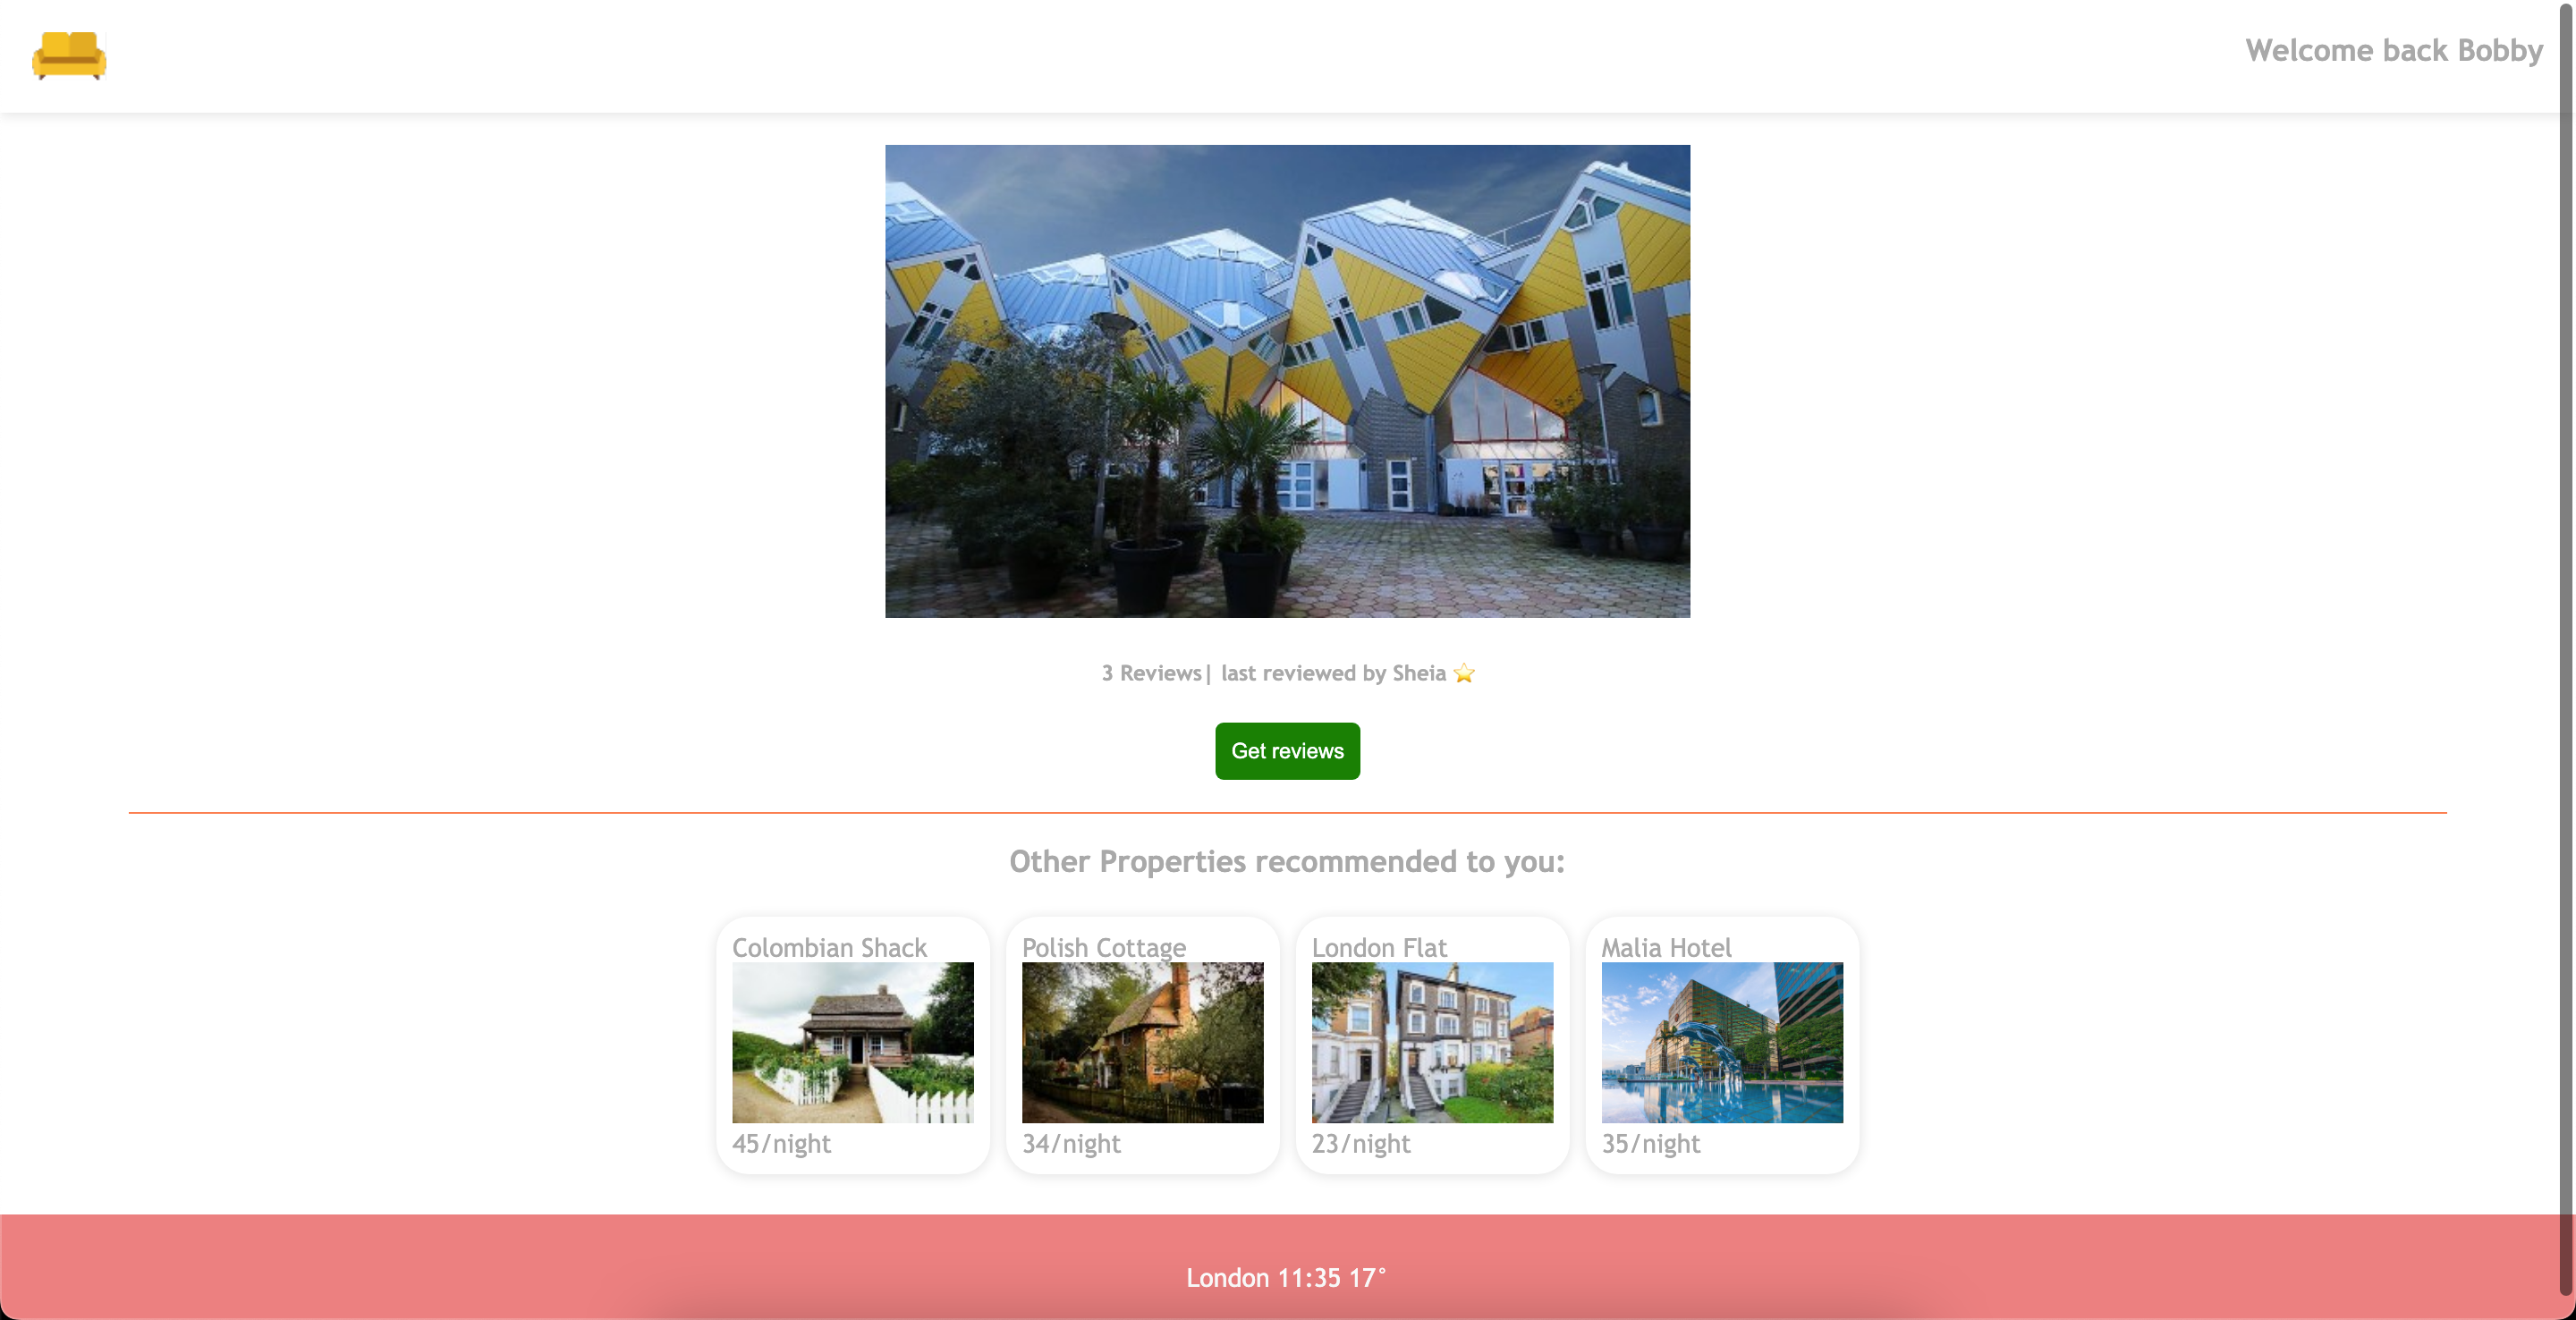 Welcome back Bobby
3 Reviews| last reviewed by Sheia ⭐
Get reviews
Other Properties recommended to you:
Colombian Shack
45/night
Polish Cottage
34/night
London Flat
23/night
Malia Hotel
35/night
London 11:35 17°